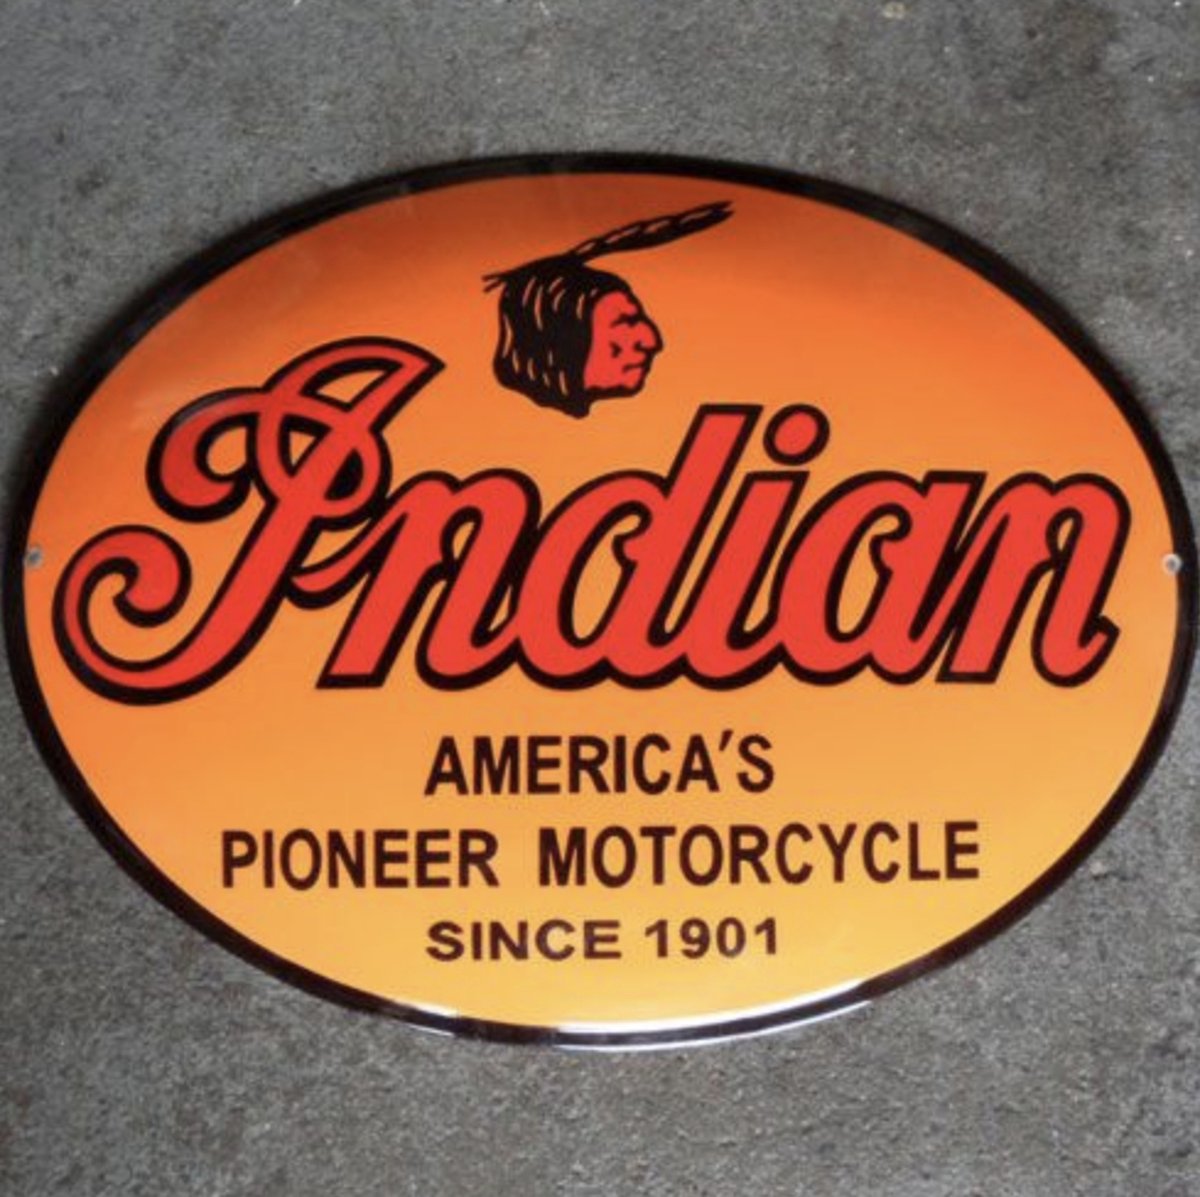 Indian
AMERICA'S
PIONEER MOTORCYCLE
SINCE 1901